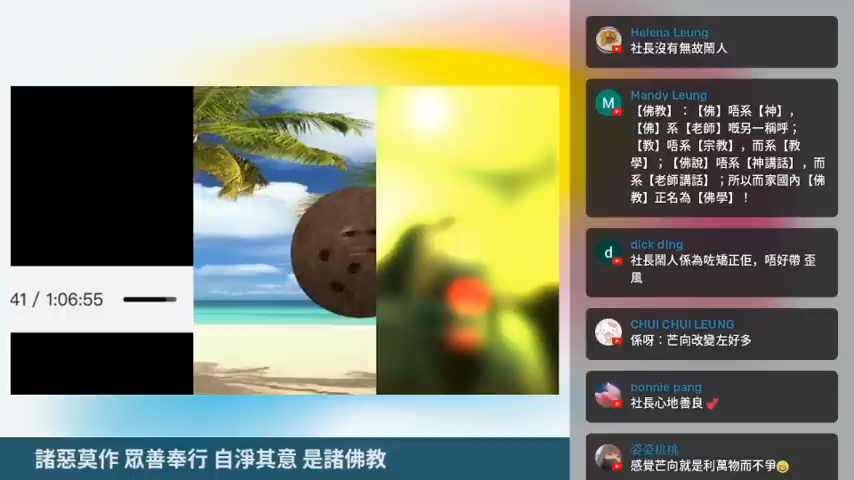 Helena Leung
社長沒有無故鬧人
Mandy Leung
【佛教】：【佛】唔系【神】，
【佛】系【老師】嘅另一稱呼；
【教】唔系【宗教】，而系【教
學】；【佛說】唔系【神講話】，而
系【老師講話】；所以而家國內【佛
教】正名為【佛學】！
dick ding
社長鬧人係為咗矯正佢，唔好帶 歪
風
CHUI CHUI LEUNG
係呀：芒向改變左好多
bonnie pang
社長心地善良💞
姿姿桃桃
感覺芒向就是利萬物而不爭😄
41 / 1:06:55
諸惡莫作 眾善奉行 自淨其意 是諸佛教